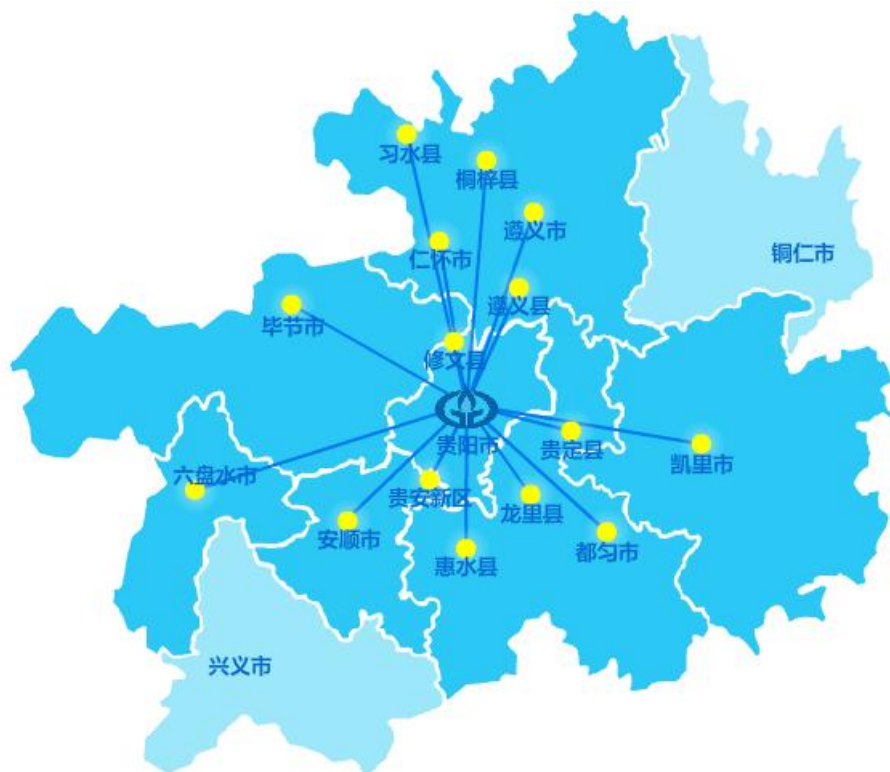 习水县
桐梓县
遵义市
仁怀市
铜仁市
遵义县
毕节市
修文县
贵阳市
贵定县
凯里市
六盘水市
贵安新区
龙里县
安顺市
都匀市
惠水县
兴义市